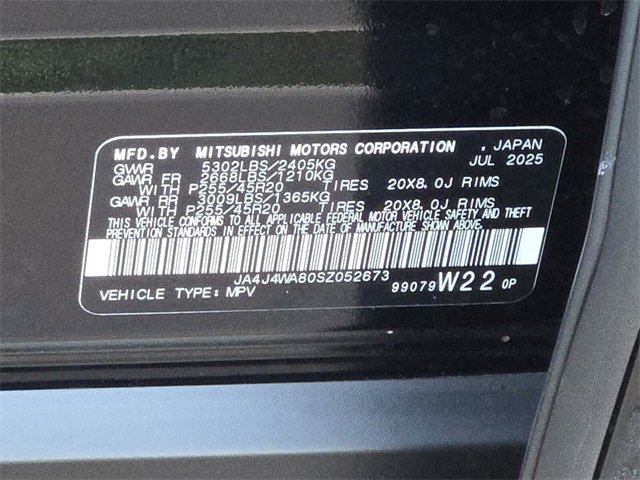 MFD.BY MITSUBISHI MOTORS CORPORATION , JAPAN
GVWR 5302LBS/2405KG JUL 2025
GAWR FR 2668LBS/1210KG
WITH P255/45R20 TIRES 20X8.0J RIMS
GAWR RR 3009LBS/1365KG
WITH P255/45R20 TIRES 20X8.0J RIMS
THIS VEHICLE CONFORMS TO ALL APPLICABLE FEDERAL MOTOR VEHICLE SAFETY AND THEFT
PREVENTION STANDARDS IN EFFECT ON THE DATE OF MANUFACTURE SHOWN ABOVE.
JA4J4WA80SZ052673
VEHICLE TYPE: MPV 99079 W22 0P